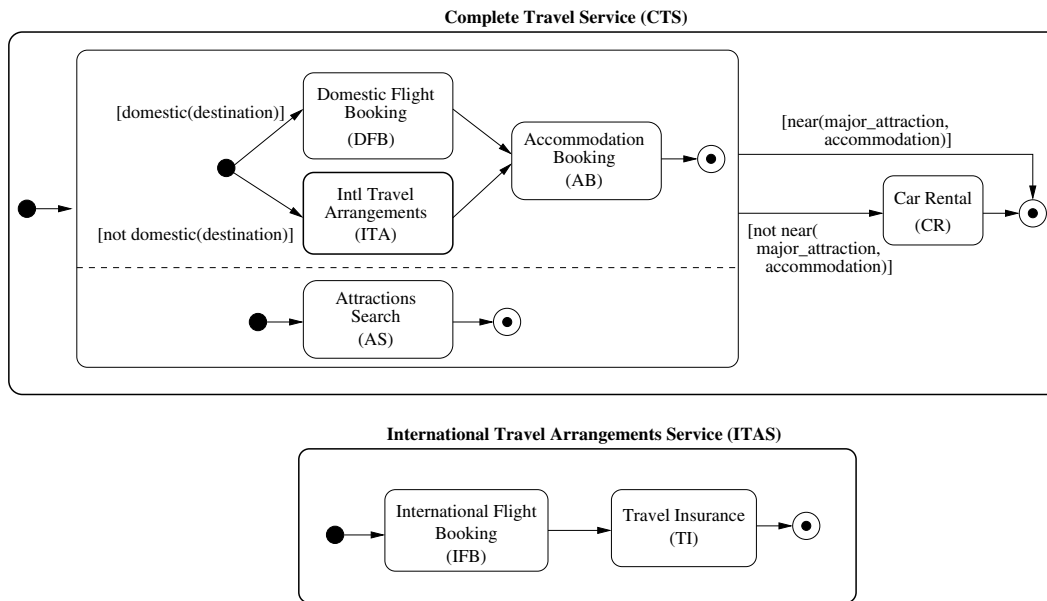 Complete Travel Service (CTS)
[domestic(destination)]
Domestic Flight
Booking
(DFB)
[not domestic(destination)]
Intl Travel
Arrangements
(ITA)
Accommodation
Booking
(AB)
[near(major_attraction,
accommodation)]
[not near(
major_attraction,
accommodation)]
Car Rental
(CR)
Attractions
Search
(AS)
International Travel Arrangements Service (ITAS)
International Flight
Booking
(IFB)
Travel Insurance
(TI)